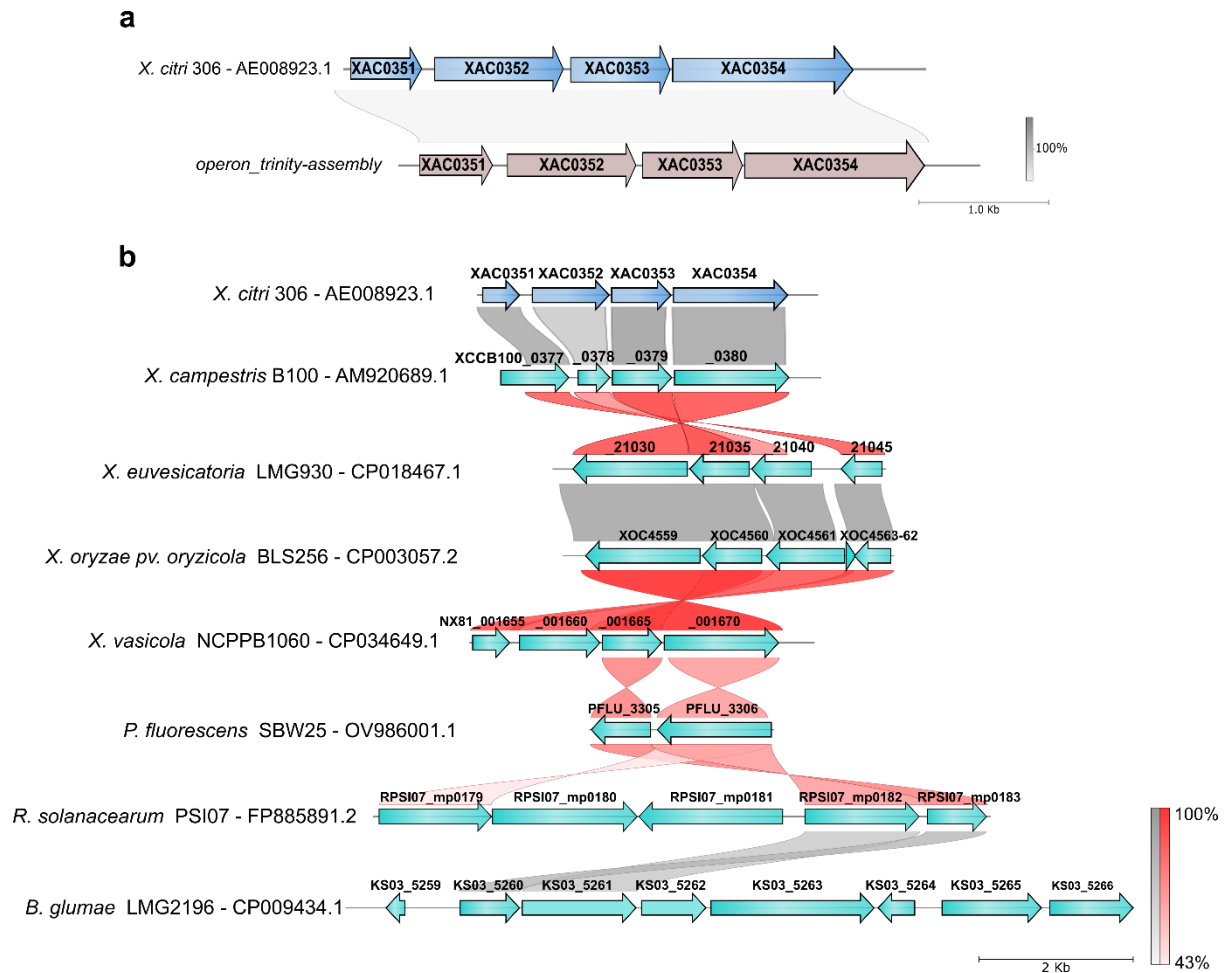 a
X. citri 306 - AE008923.1
XAC0351 XAC0352 XAC0353 XAC0354
operon_trinity-assembly
XAC0351 XAC0352 XAC0353 XAC0354
100%
1.0 Kb
b
XAC0351 XAC0352 XAC0353 XAC0354
X. citri 306 - AE008923.1
XCCB100_0377 _0378 _0379 _0380
X. campestris B100 - AM920689.1
_21030 _21035 _21040 _21045
X. euvesicatoria LMG930 - CP018467.1
XOC4559 XOC4560 XOC4561 XOC4563-62
X. oryzae pv. oryzicola BLS256 - CP003057.2
NX81_001655 _001660 _001665 _001670
X. vasicola NCPPB1060 - CP034649.1
PFLU_3305 PFLU_3306
P. fluorescens SBW25 - OV986001.1
RPSI07_mp0179 RPSI07_mp0180 RPSI07_mp0181 RPSI07_mp0182 RPSI07_mp0183
R. solanacearum PSI07 - FP885891.2
100%
KS03_5259 KS03_5260 KS03_5261 KS03_5262 KS03_5263 KS03_5264 KS03_5265 KS03_5266
B. glumae LMG2196 - CP009434.1
43%
2 Kb